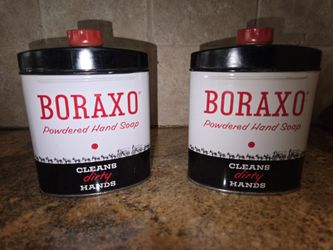 BORAXO
Powdered Hand Soap
CLEANS
dirty
HANDS
BORAXO
Powdered Hand Soap
CLEANS
dirty
HANDS